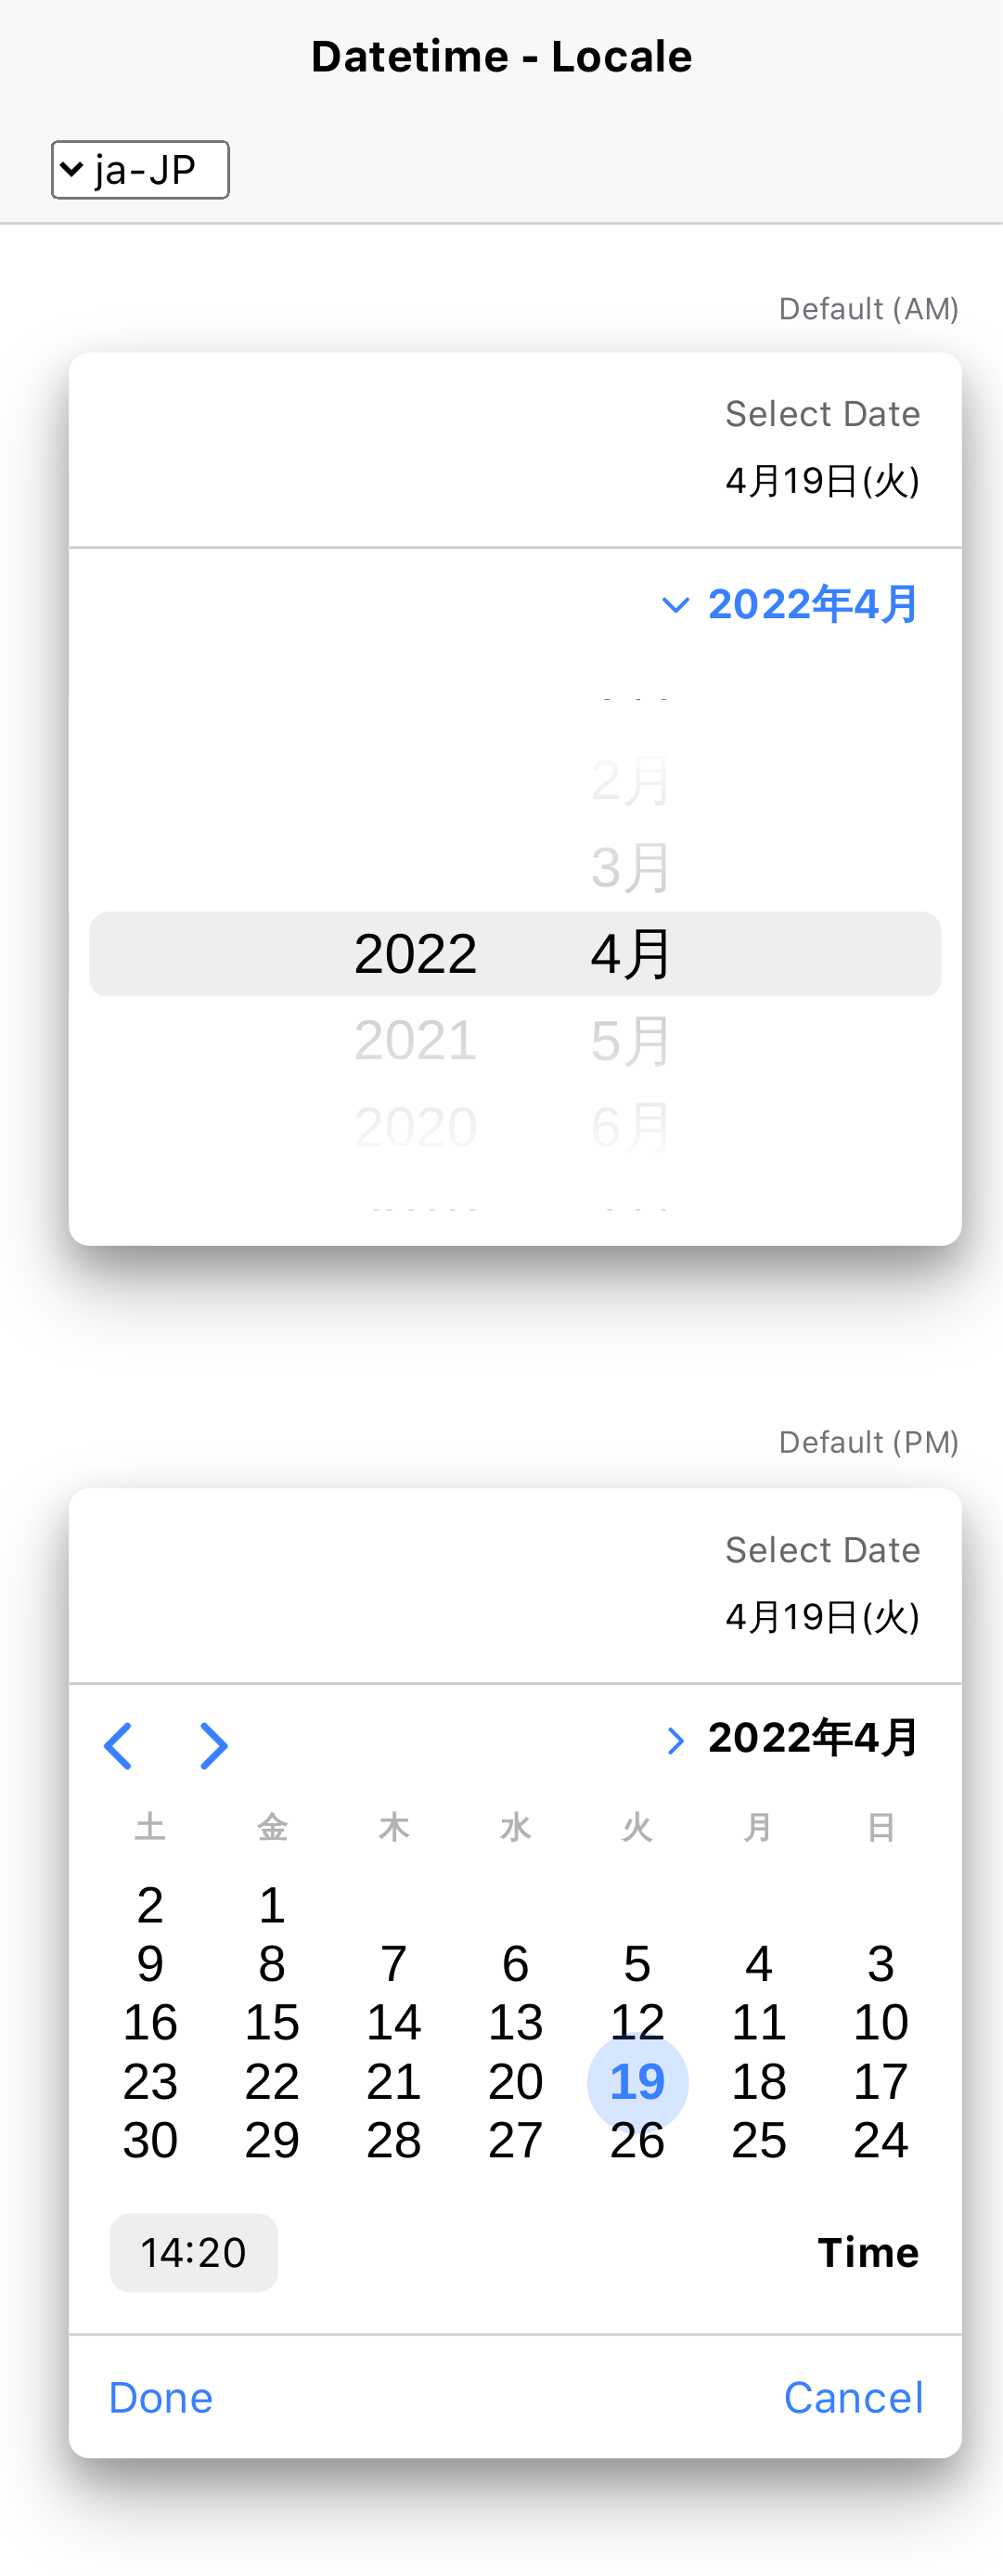 Datetime - Locale
ja-JP
Default (AM)
Select Date
4月19日(火)
2022年4月
2月
3月
4月 2022
5月 2021
6月 2020
Default (PM)
Select Date
4月19日(火)
2022年4月
日 月 火 水 木 金 土
1 2
3 4 5 6 7 8 9
10 11 12 13 14 15 16
17 18 19 20 21 22 23
24 25 26 27 28 29 30
Time 14:20
Cancel Done